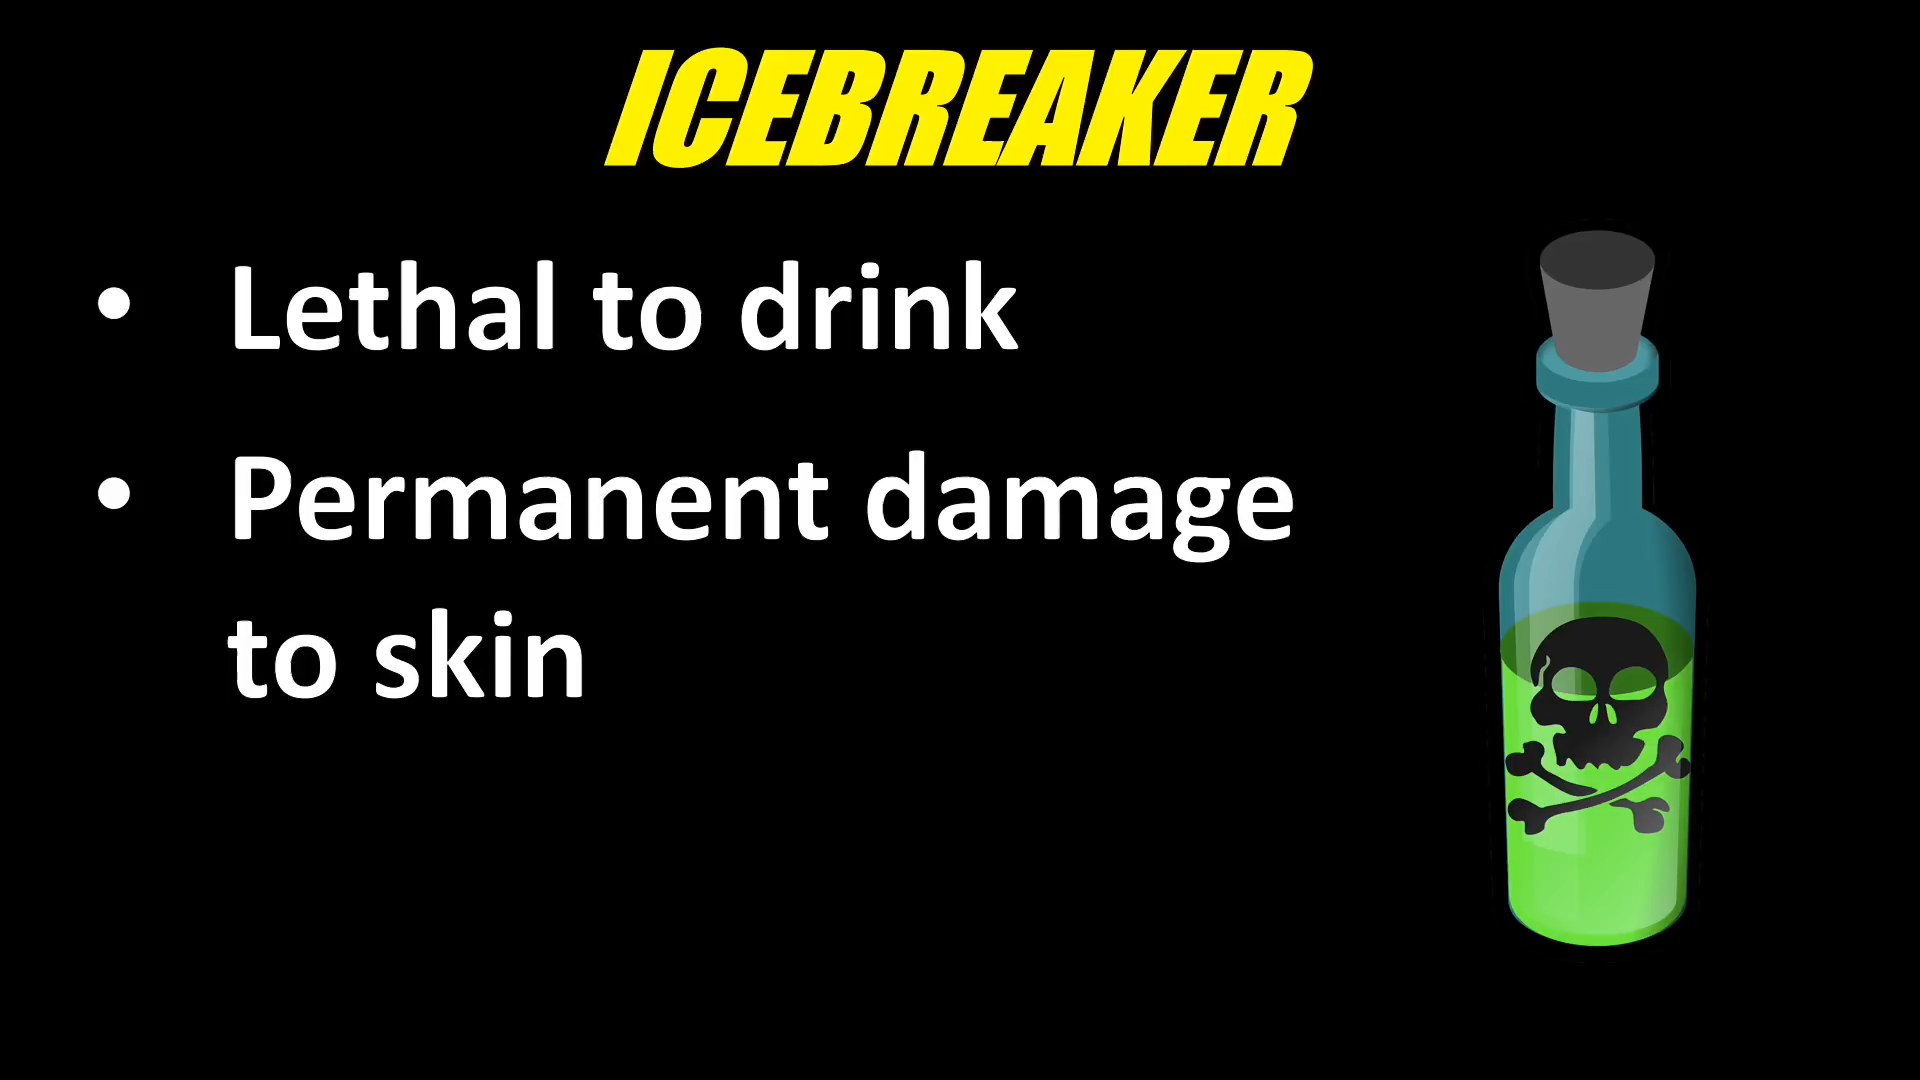 ICEBREAKER
• Lethal to drink
• Permanent damage
to skin